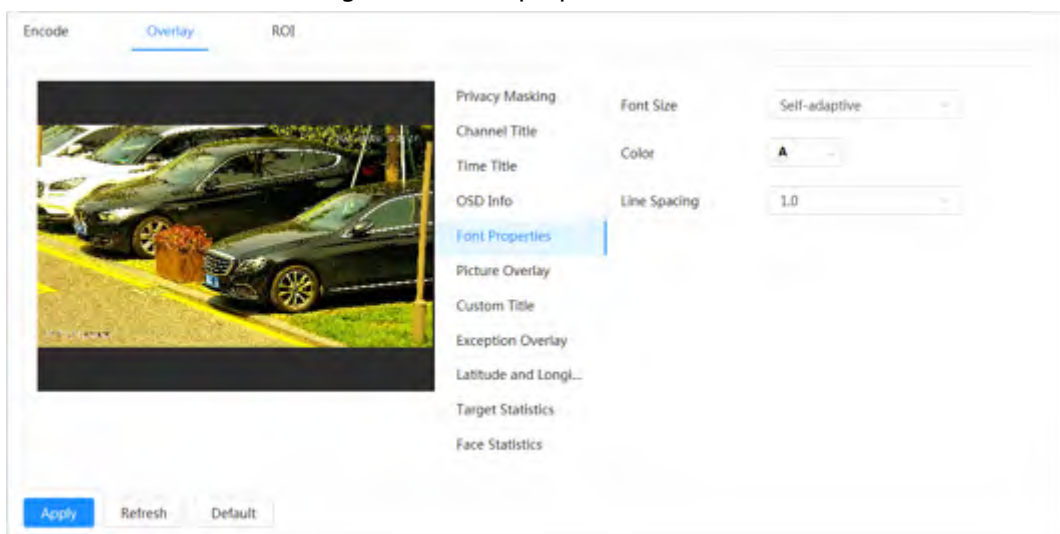 Encode Overlay ROI
Privacy Masking
Font Size Self-adaptive
Channel Title
Color A
Time Title
OSD Info
Line Spacing 1.0
Font Properties
Picture Overlay
Custom Title
Exception Overlay
Latitude and Longi...
Target Statistics
Face Statistics
Apply Refresh Default